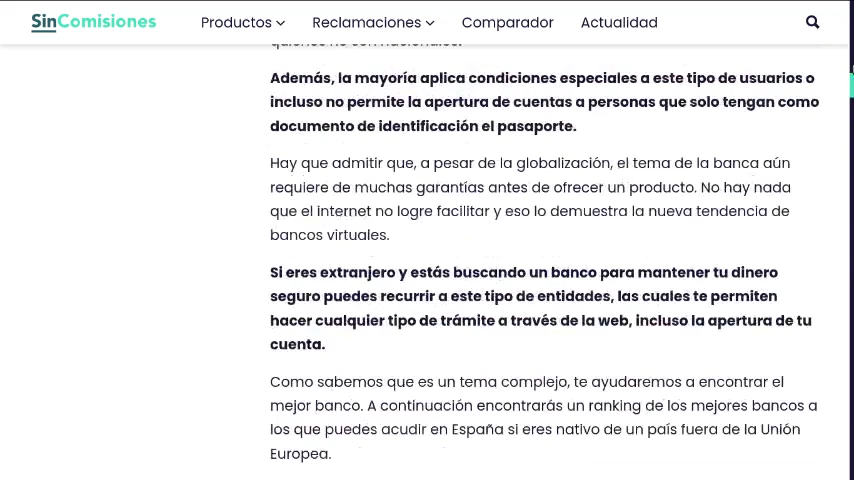 SinComisiones Productos Reclamaciones Comparador Actualidad
quienes no son nacionales.
Además, la mayoría aplica condiciones especiales a este tipo de usuarios o
incluso no permite la apertura de cuentas a personas que solo tengan como
documento de identificación el pasaporte.
Hay que admitir que, a pesar de la globalización, el tema de la banca aún
requiere de muchas garantías antes de ofrecer un producto. No hay nada
que el internet no logre facilitar y eso lo demuestra la nueva tendencia de
bancos virtuales.
Si eres extranjero y estás buscando un banco para mantener tu dinero
seguro puedes recurrir a este tipo de entidades, las cuales te permiten
hacer cualquier tipo de trámite a través de la web, incluso la apertura de tu
cuenta.
Como sabemos que es un tema complejo, te ayudaremos a encontrar el
mejor banco. A continuación encontrarás un ranking de los mejores bancos a
los que puedes acudir en España si eres nativo de un país fuera de la Unión
Europea.